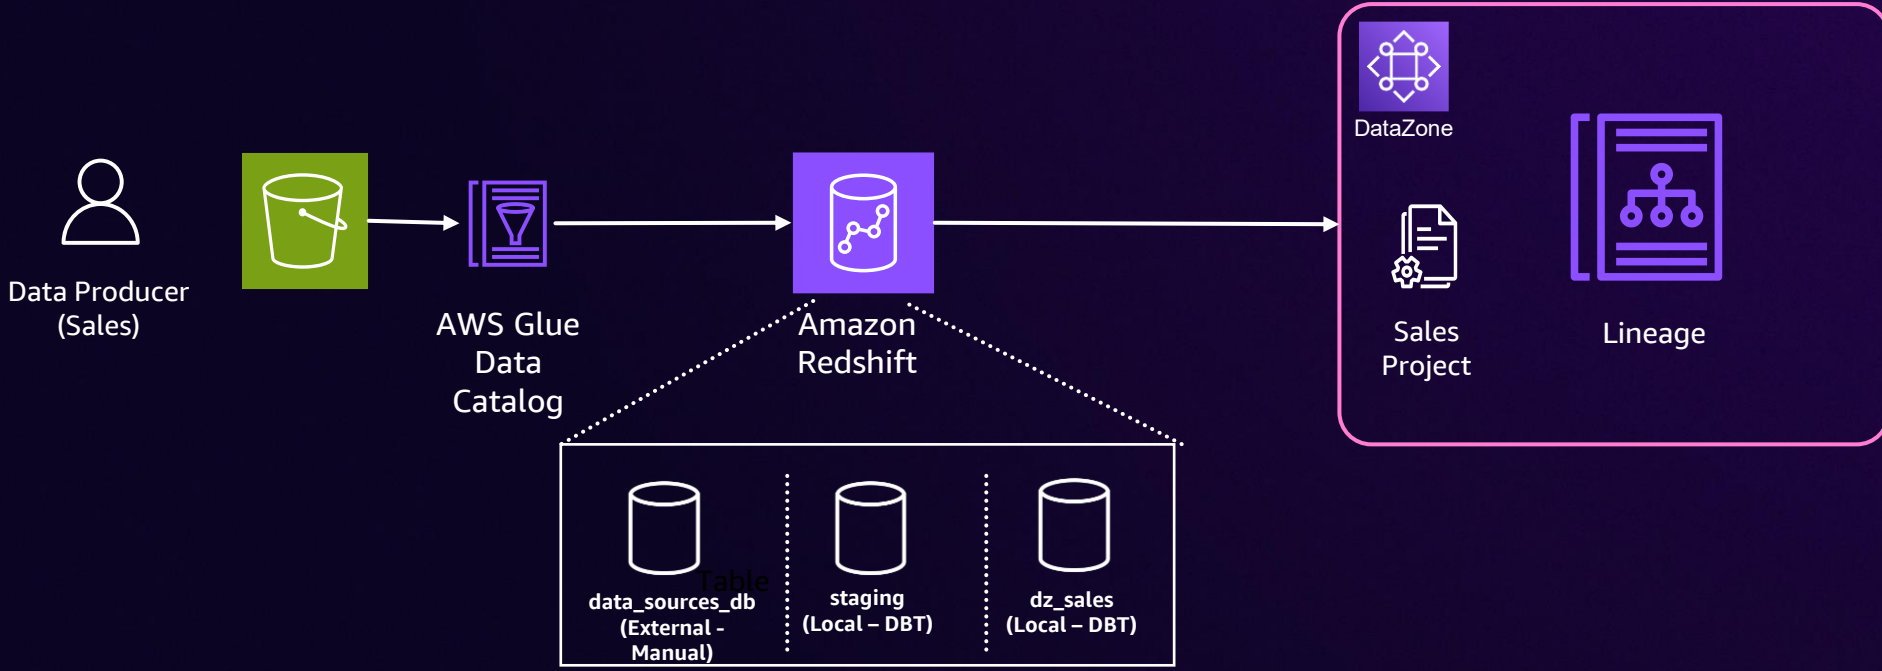 Data Producer
(Sales)
AWS Glue
Data
Catalog
Amazon
Redshift
DataZone
Sales
Project
Lineage
Table
data_sources_db
(External -
Manual)
staging
(Local – DBT)
dz_sales
(Local – DBT)